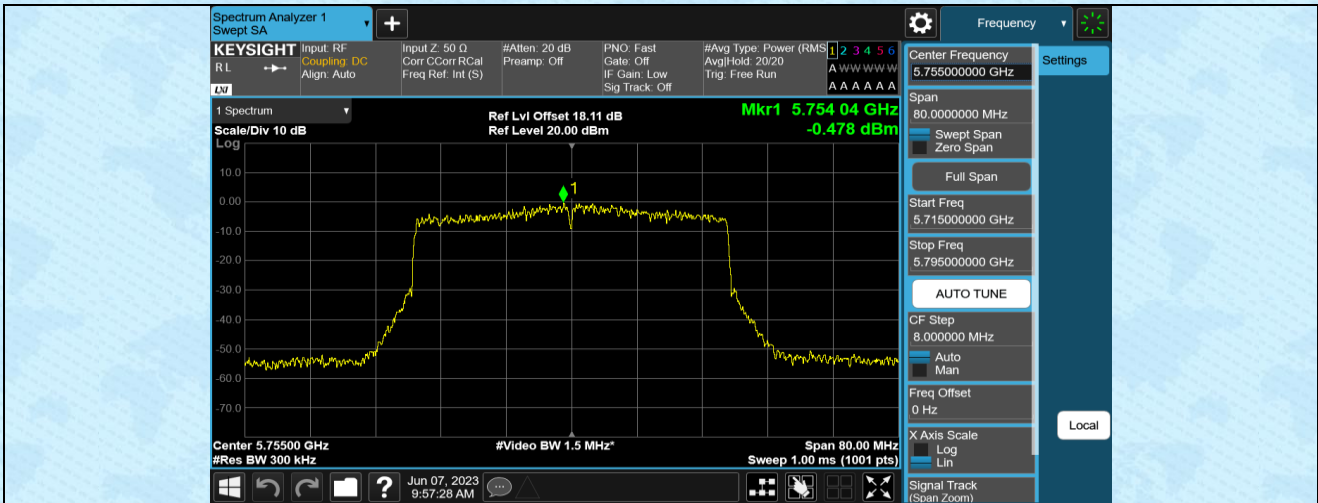 Spectrum Analyzer 1
Swept SA
Frequency
KEYSIGHT
RL
LXI
Input: RF
Coupling: DC
Align: Auto
Input Z: 50 Ω
Corr CCorr RCal
Freq Ref: Int (S)
#Atten: 20 dB
Preamp: Off
PNO: Fast
Gate: Off
IF Gain: Low
Sig Track: Off
#Avg Type: Power (RMS
Avg|Hold: 20/20
Trig: Free Run
1 2 3 4 5 6
A W W W W W
A A A A A A
1 Spectrum
Scale/Div 10 dB
Log
Ref Lvl Offset 18.11 dB
Ref Level 20.00 dBm
Mkr1 5.754 04 GHz
-0.478 dBm
1
10.0
0.00
-10.0
-20.0
-30.0
-40.0
-50.0
-60.0
-70.0
Center 5.75500 GHz
#Res BW 300 kHz
#Video BW 1.5 MHz*
Span 80.00 MHz
Sweep 1.00 ms (1001 pts)
?
Jun 07, 2023
9:57:28 AM
Center Frequency
5.755000000 GHz
Settings
Span
80.0000000 MHz
Swept Span
Zero Span
Full Span
Start Freq
5.715000000 GHz
Stop Freq
5.795000000 GHz
AUTO TUNE
CF Step
8.000000 MHz
Auto
Man
Freq Offset
0 Hz
X Axis Scale
Log
Lin
Local
Signal Track
(Span Zoom)